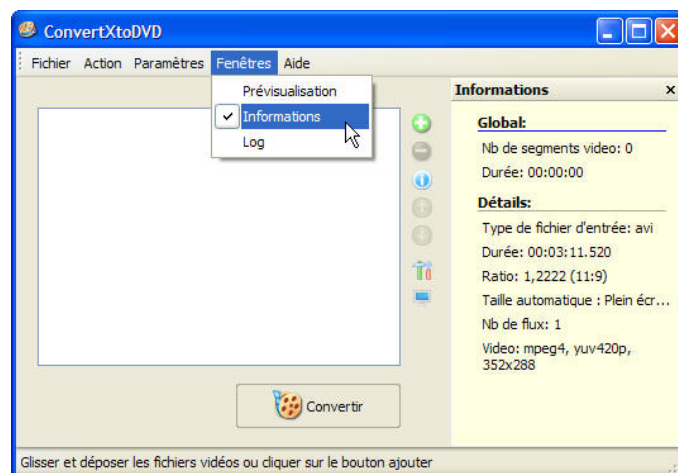 ConvertXtoDVD
Fichier Action Paramètres Fenêtres Aide
Prévisualisation
Informations
Log
Convertir
Informations
Global:
Nb de segments video: 0
Durée: 00:00:00
Détails:
Type de fichier d'entrée: avi
Durée: 00:03:11.520
Ratio: 1,2222 (11:9)
Taille automatique : Plein écr...
Nb de flux: 1
Video: mpeg4, yuv420p,
352x288
Glisser et déposer les fichiers vidéos ou cliquer sur le bouton ajouter